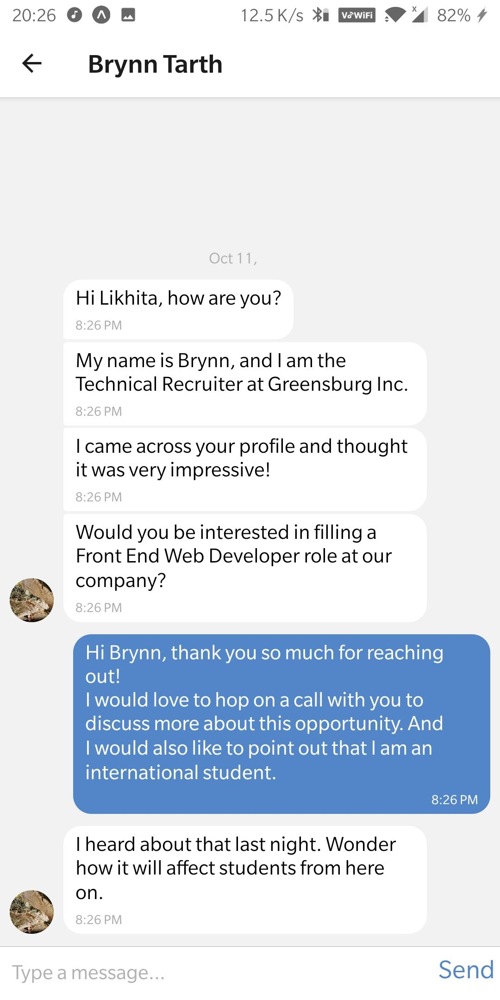 20:26 12.5 K/s VoWiFi x 82%
Brynn Tarth
Oct 11,
Hi Likhita, how are you?
8:26 PM
My name is Brynn, and I am the
Technical Recruiter at Greensburg Inc.
8:26 PM
I came across your profile and thought
it was very impressive!
8:26 PM
Would you be interested in filling a
Front End Web Developer role at our
company?
8:26 PM
Hi Brynn, thank you so much for reaching
out!
I would love to hop on a call with you to
discuss more about this opportunity. And
I would also like to point out that I am an
international student.
8:26 PM
I heard about that last night. Wonder
how it will affect students from here
on.
8:26 PM
Type a message... Send